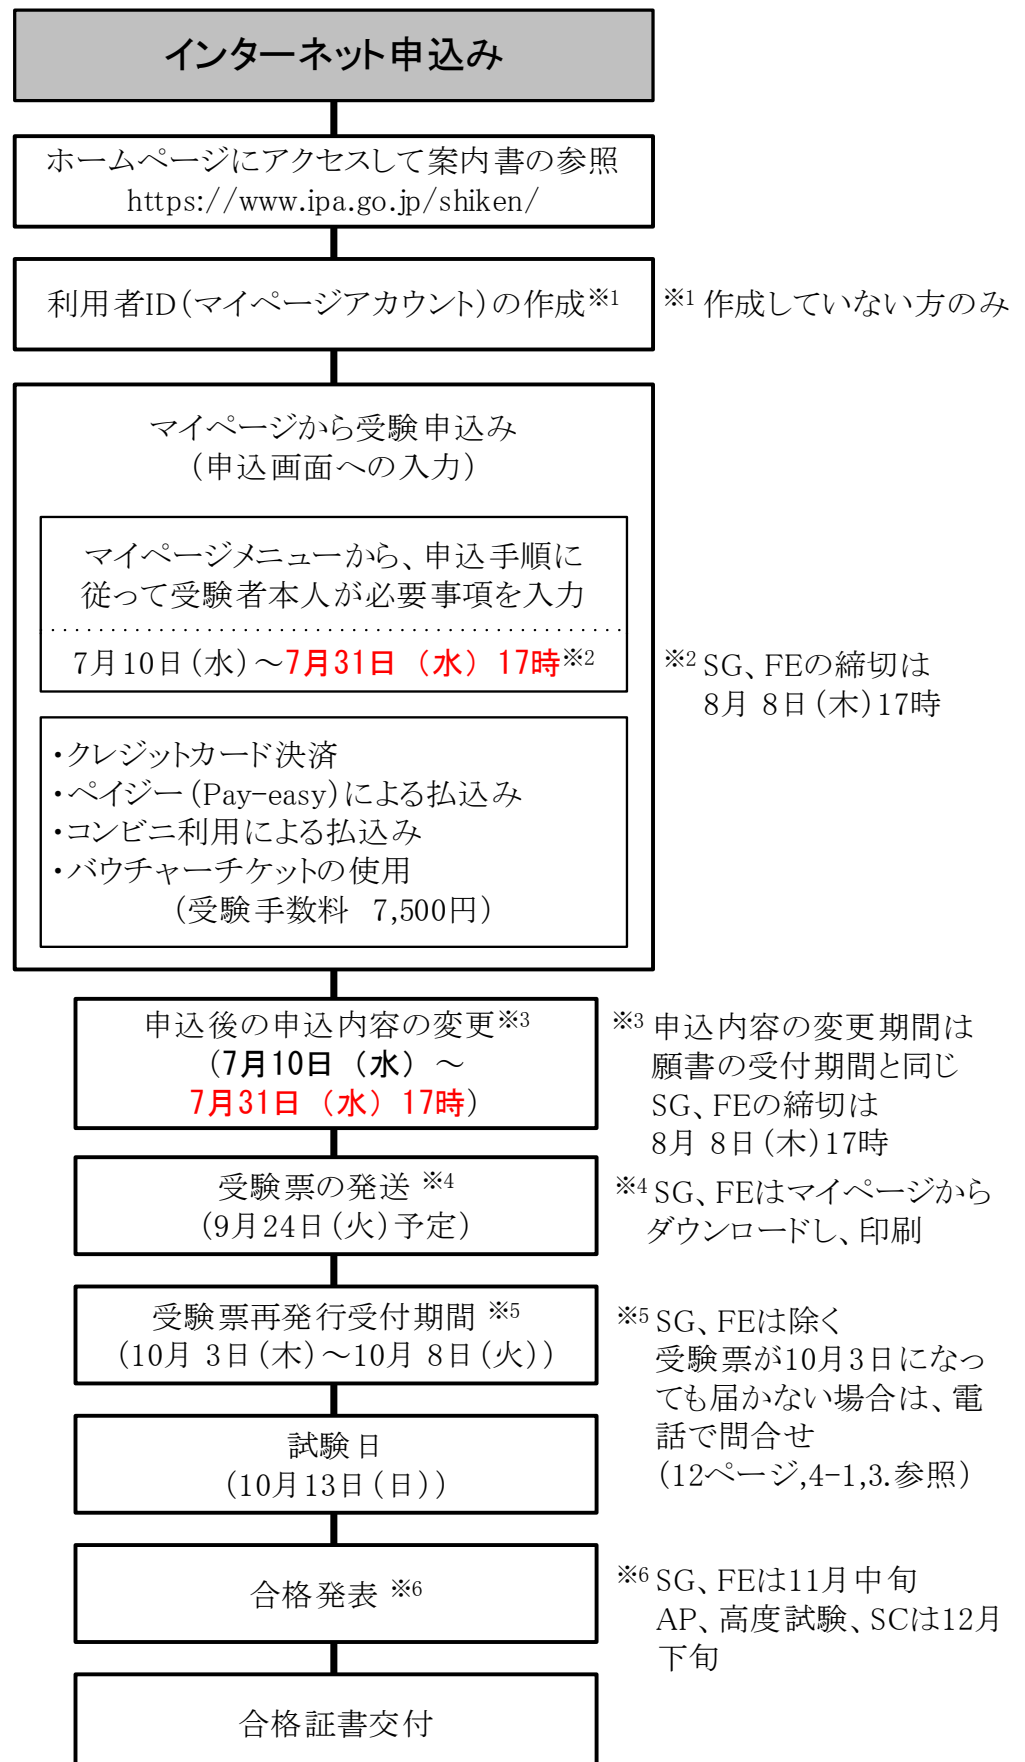 インターネット申込み
ホームページにアクセスして案内書の参照
https://www.ipa.go.jp/shiken/
利用者ID(マイページアカウント)の作成※1
※1 作成していない方のみ
マイページから受験申込み
(申込画面への入力)
マイページメニューから、申込手順に
従って受験者本人が必要事項を入力
7月10日(水)～7月31日(水)17時※2
※2 SG、FEの締切は
8月 8日(木)17時
・クレジットカード決済
・ペイジー(Pay-easy)による払込み
・コンビニ利用による払込み
・バウチャーチケットの使用
(受験手数料 7,500円)
申込後の申込内容の変更※3
(7月10日(水)～
7月31日(水)17時)
※3 申込内容の変更期間は
願書の受付期間と同じ
SG、FEの締切は
8月 8日(木)17時
受験票の発送 ※4
(9月24日(火)予定)
※4 SG、FEはマイページから
ダウンロードし、印刷
受験票再発行受付期間 ※5
(10月 3日(木)～10月 8日(火))
※5 SG、FEは除く
受験票が10月3日になっ
ても届かない場合は、電
話で問合せ
(12ページ,4-1,3.参照)
試験日
(10月13日(日))
合格発表 ※6
※6 SG、FEは11月中旬
AP、高度試験、SCは12月
下旬
合格証書交付